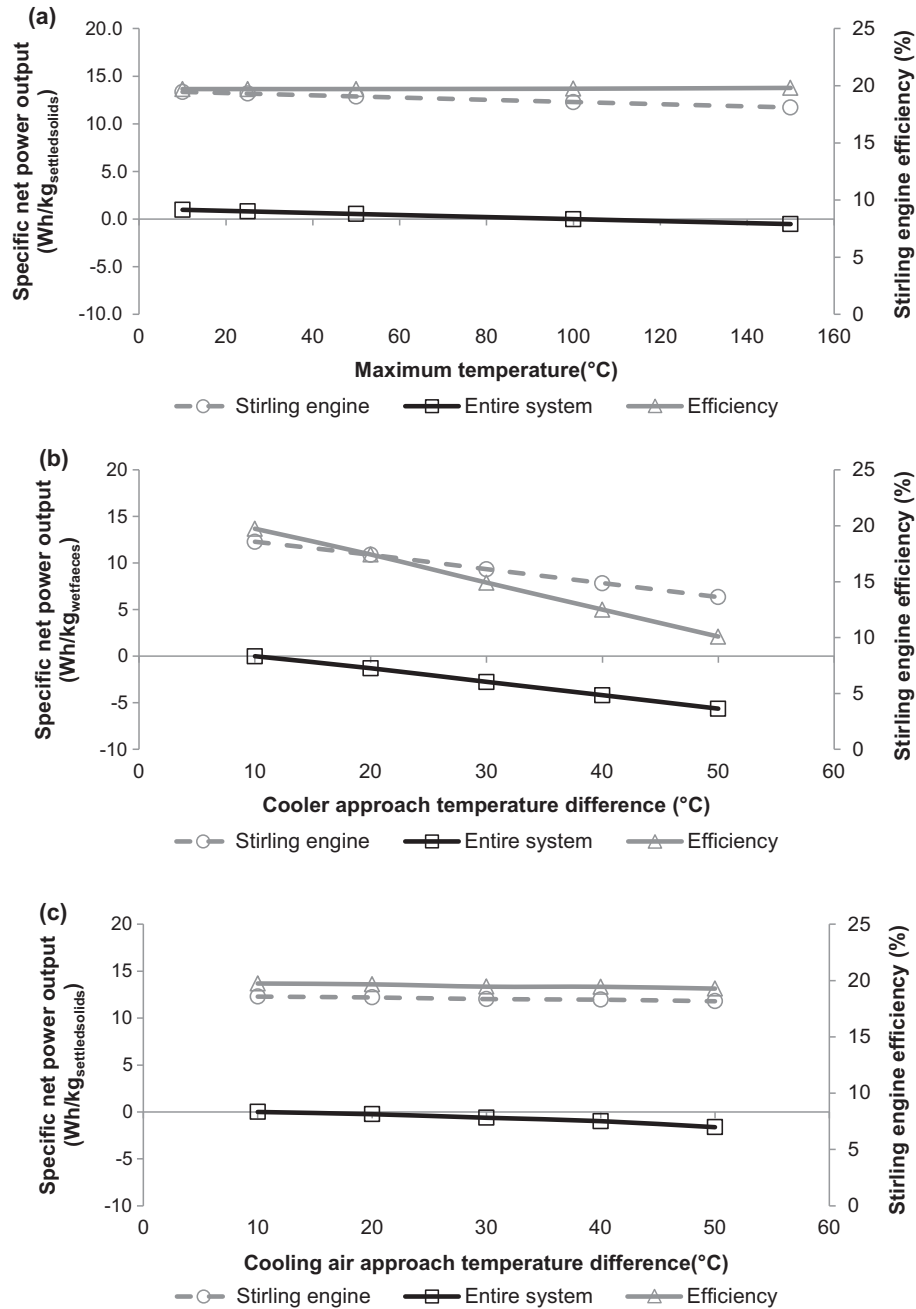 (a)
Specific net power output
(Wh/kgsettledsolids)
20.0
15.0
10.0
5.0
0.0
-5.0
-10.0
25
20
15
10
5
0
Stirling engine efficiency (%)
0 20 40 60 80 100 120 140 160
Maximum temperature(°C)
Stirling engine Entire system Efficiency
(b)
Specific net power output
(Wh/kgwetfaeces)
20
15
10
5
0
-5
-10
25
20
15
10
5
0
Stirling engine efficiency (%)
0 10 20 30 40 50 60
Cooler approach temperature difference (°C)
Stirling engine Entire system Efficiency
(c)
Specific net power output
(Wh/kgsettledsolids)
20
15
10
5
0
-5
-10
25
20
15
10
5
0
Stirling engine efficiency (%)
0 10 20 30 40 50 60
Cooling air approach temperature difference(°C)
Stirling engine Entire system Efficiency